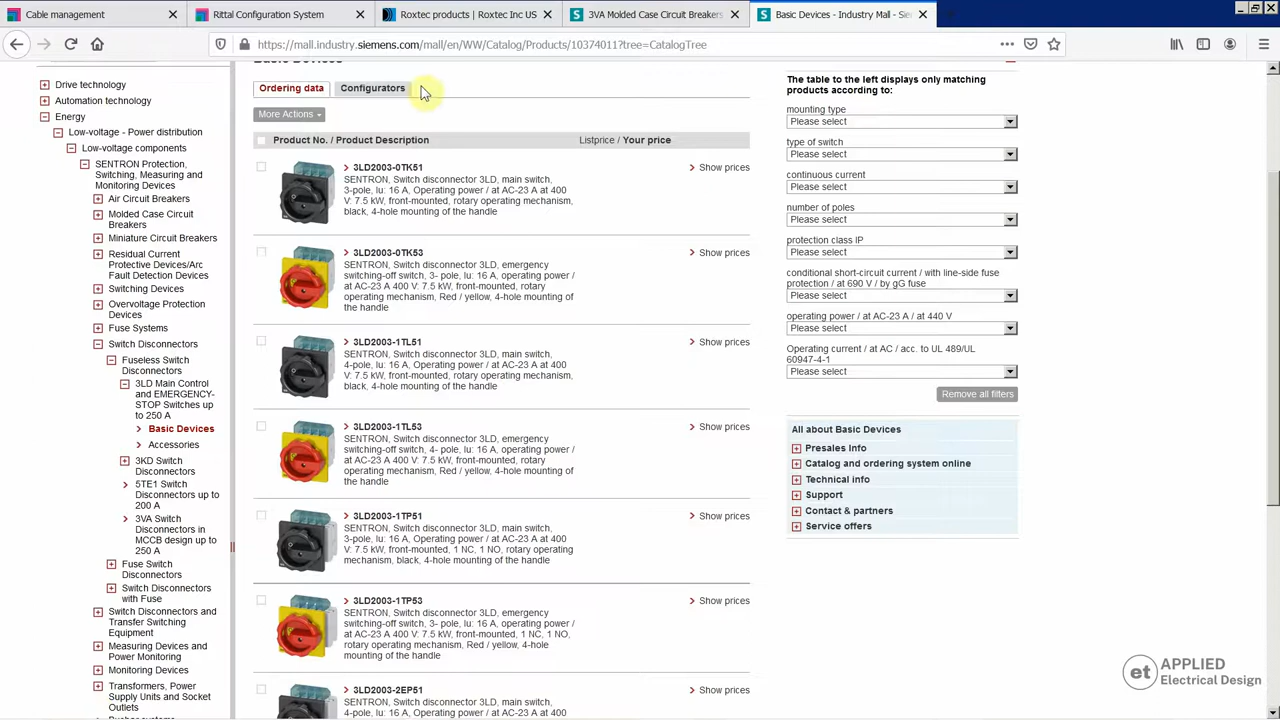 Cable management
Rittal Configuration System
Roxtec products | Roxtec Inc US
3VA Molded Case Circuit Breakers
Basic Devices - Industry Mall - Sie
https://mall.industry.siemens.com/mall/en/WW/Catalog/Products/10374011?tree=CatalogTree
Basic Devices
Drive technology
Automation technology
Energy
Low-voltage - Power distribution
Low-voltage components
SENTRON Protection,
Switching, Measuring and
Monitoring Devices
Air Circuit Breakers
Molded Case Circuit
Breakers
Miniature Circuit Breakers
Residual Current
Protective Devices/Arc
Fault Detection Devices
Switching Devices
Overvoltage Protection
Devices
Fuse Systems
Switch Disconnectors
Fuseless Switch
Disconnectors
3LD Main Control
and EMERGENCY-
STOP Switches up
to 250 A
Basic Devices
Accessories
3KD Switch
Disconnectors
5TE1 Switch
Disconnectors up to
200 A
3VA Switch
Disconnectors in
MCCB design up to
250 A
Fuse Switch
Disconnectors
Switch Disconnectors
with Fuse
Switch Disconnectors and
Transfer Switching
Equipment
Measuring Devices and
Power Monitoring
Monitoring Devices
Transformers, Power
Supply Units and Socket
Outlets
Ordering data
Configurators
More Actions
Product No. / Product Description
Listprice / Your price
3LD2003-0TK51
Show prices
SENTRON, Switch disconnector 3LD, main switch,
3-pole, Iu: 16 A, Operating power / at AC-23 A at 400
V: 7.5 kW, front-mounted, rotary operating mechanism,
black, 4-hole mounting of the handle
3LD2003-0TK53
Show prices
SENTRON, Switch disconnector 3LD, emergency
switching-off switch, 3- pole, Iu: 16 A, operating power /
at AC-23 A 400 V: 7.5 kW, front-mounted, rotary
operating mechanism, Red / yellow, 4-hole mounting of
the handle
3LD2003-1TL51
Show prices
SENTRON, Switch disconnector 3LD, main switch,
4-pole, Iu: 16 A, Operating power / at AC-23 A at 400
V: 7.5 kW, front-mounted, rotary operating
mechanism, black, 4-hole mounting of the handle
3LD2003-1TL53
Show prices
SENTRON, Switch disconnector 3LD, emergency
switching-off switch, 4- pole, Iu: 16 A, operating power /
at AC-23 A 400 V: 7.5 kW, front-mounted, rotary
operating mechanism, Red / yellow, 4-hole mounting of
the handle
3LD2003-1TP51
Show prices
SENTRON, Switch disconnector 3LD, main switch,
3-pole, Iu: 16 A, Operating power / at AC-23 A at 400
V: 7.5 kW, front-mounted, 1 NC, 1 NO, rotary operating
mechanism, black, 4-hole mounting of the handle
3LD2003-1TP53
Show prices
SENTRON, Switch disconnector 3LD, emergency
switching-off switch, 3- pole, Iu: 16 A, operating power /
at AC-23 A 400 V: 7.5 kW, front-mounted, 1 NC, 1 NO,
rotary operating mechanism, Red / yellow, 4-hole
mounting of the handle
3LD2003-2EP51
Show prices
SENTRON, Switch disconnector 3LD, main switch,
4-pole, Iu: 16 A, Operating power / at AC-23 A at 400
The table to the left displays only matching
products according to:
mounting type
Please select
type of switch
Please select
continuous current
Please select
number of poles
Please select
protection class IP
Please select
conditional short-circuit current / with line-side fuse
protection / at 690 V / by gG fuse
Please select
operating power / at AC-23 A / at 440 V
Please select
Operating current / at AC / acc. to UL 489/UL
60947-4-1
Please select
Remove all filters
All about Basic Devices
Presales Info
Catalog and ordering system online
Technical info
Support
Contact & partners
Service offers
et
APPLIED
Electrical Design